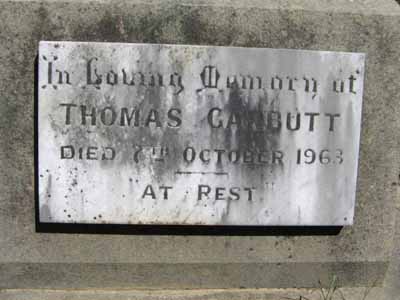 In Loving Memory of
THOMAS GARBUTT
DIED 7TH OCTOBER 1963
AT REST